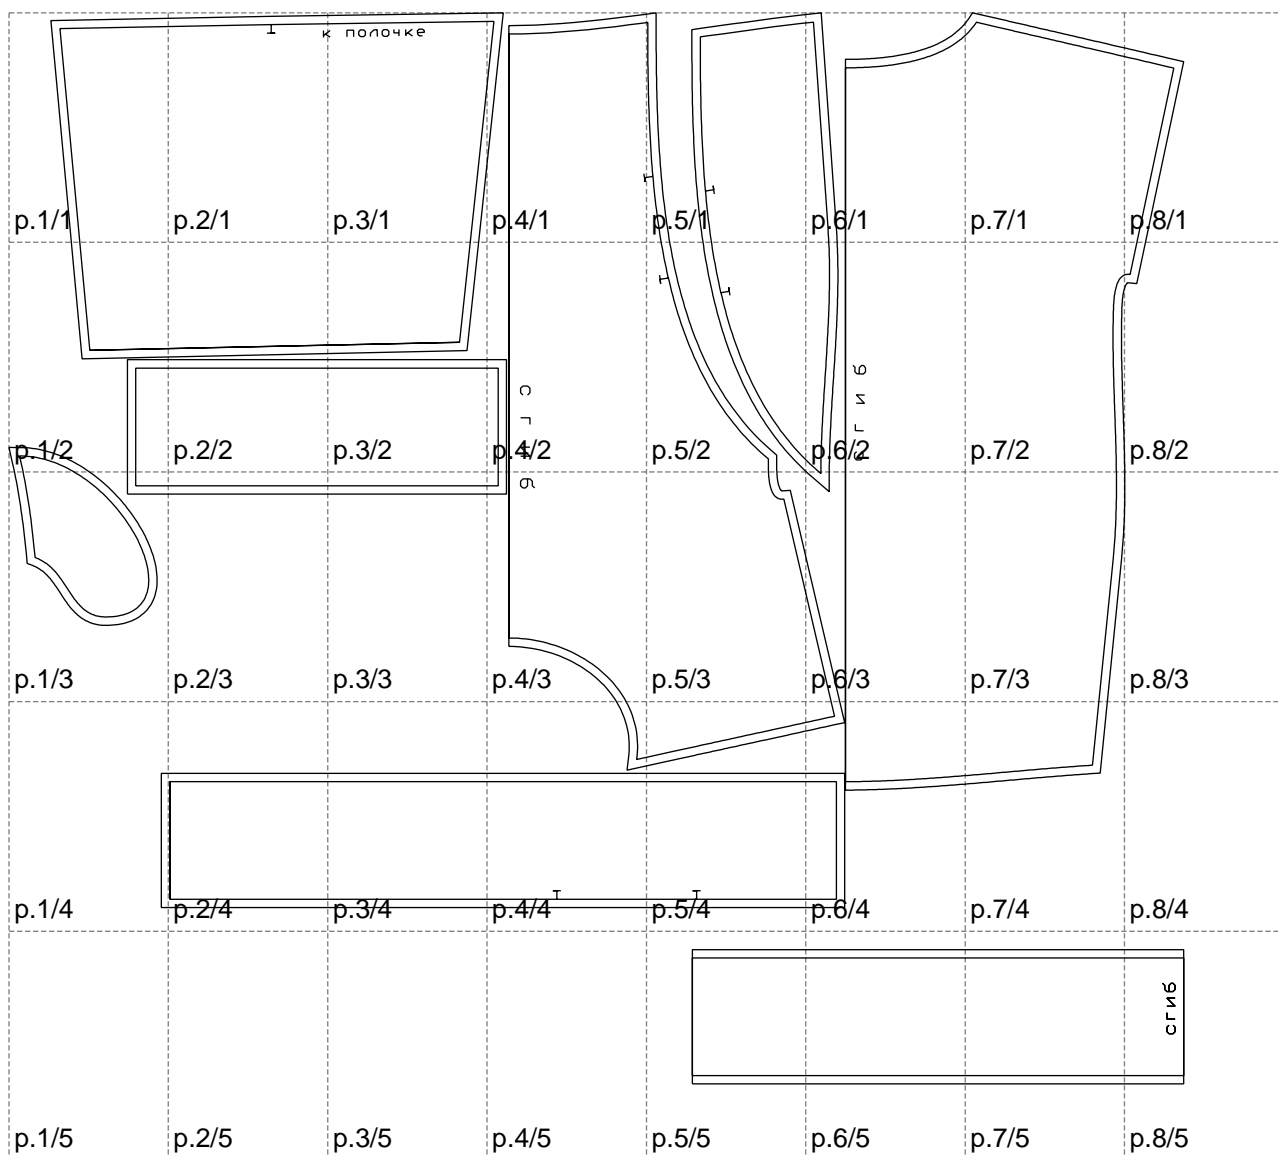 к полочке
p.1/1 p.2/1 p.3/1 p.4/1 p.5/1 p.6/1 p.7/1 p.8/1
сгиб
сгиб
p.1/2 p.2/2 p.3/2 p.4/2 p.5/2 p.6/2 p.7/2 p.8/2
p.1/3 p.2/3 p.3/3 p.4/3 p.5/3 p.6/3 p.7/3 p.8/3
p.1/4 p.2/4 p.3/4 p.4/4 p.5/4 p.6/4 p.7/4 p.8/4
сгиб
p.1/5 p.2/5 p.3/5 p.4/5 p.5/5 p.6/5 p.7/5 p.8/5